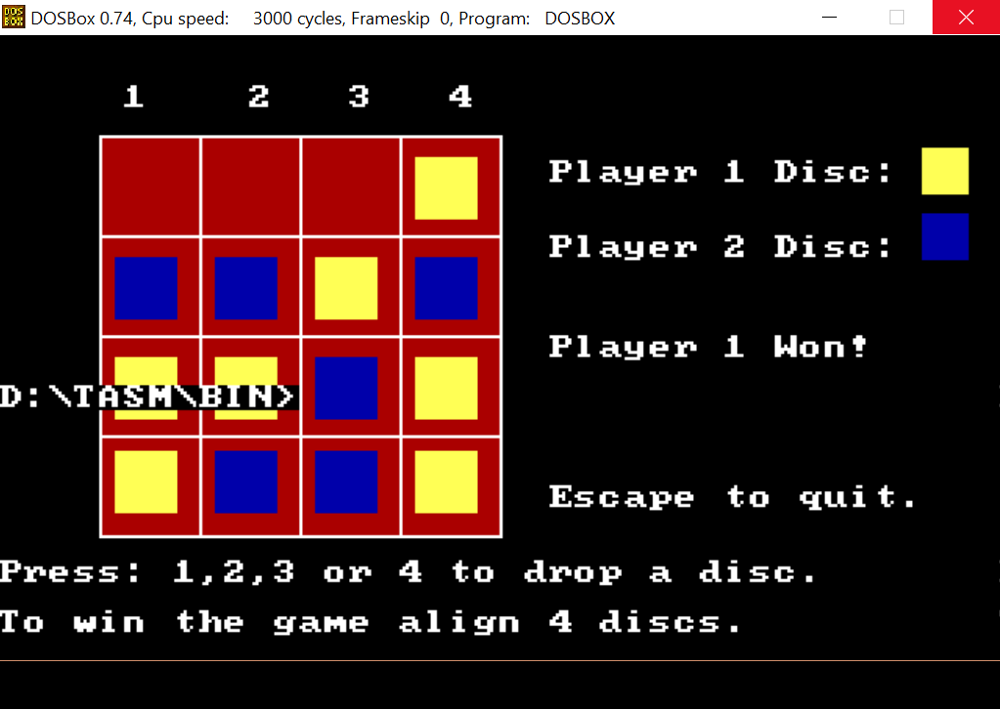 DOSBox 0.74, Cpu speed: 3000 cycles, Frameskip 0, Program: DOSBOX
1 2 3 4
Player 1 Disc:
Player 2 Disc:
Player 1 Won!
D:\TASM\BIN>
Escape to quit.
Press: 1,2,3 or 4 to drop a disc.
To win the game align 4 discs.